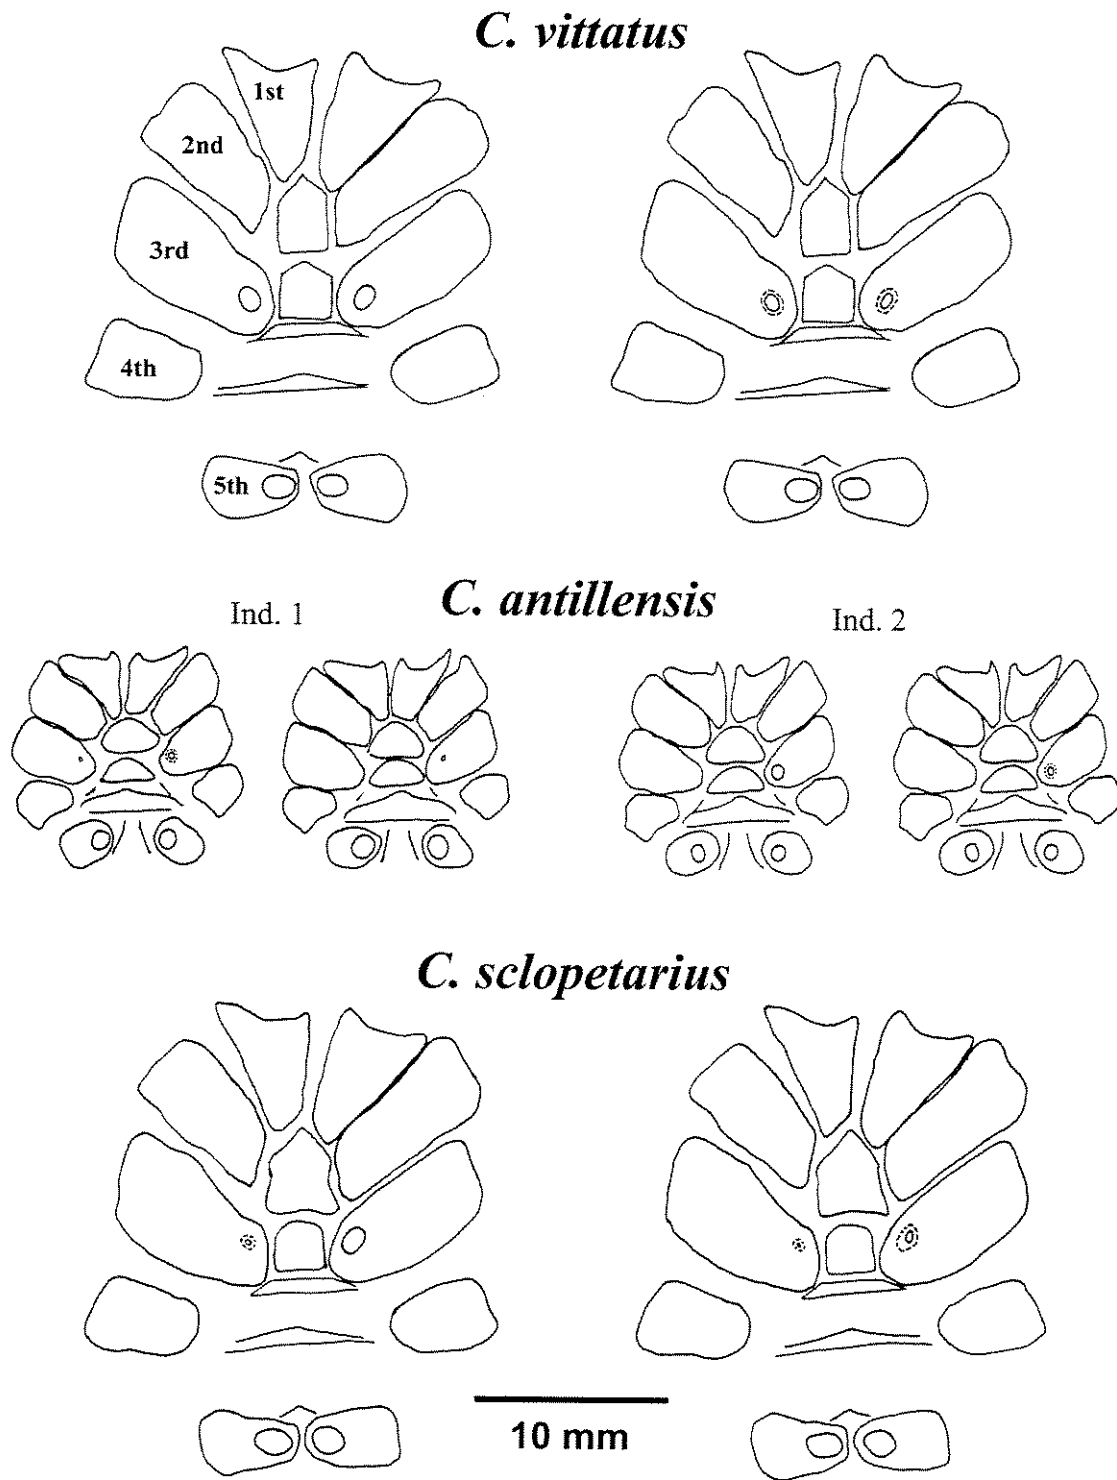 C. vittatus
1st
2nd
3rd
4th
5th
Ind. 1
C. antillensis
Ind. 2
C. sclopetarius
10 mm